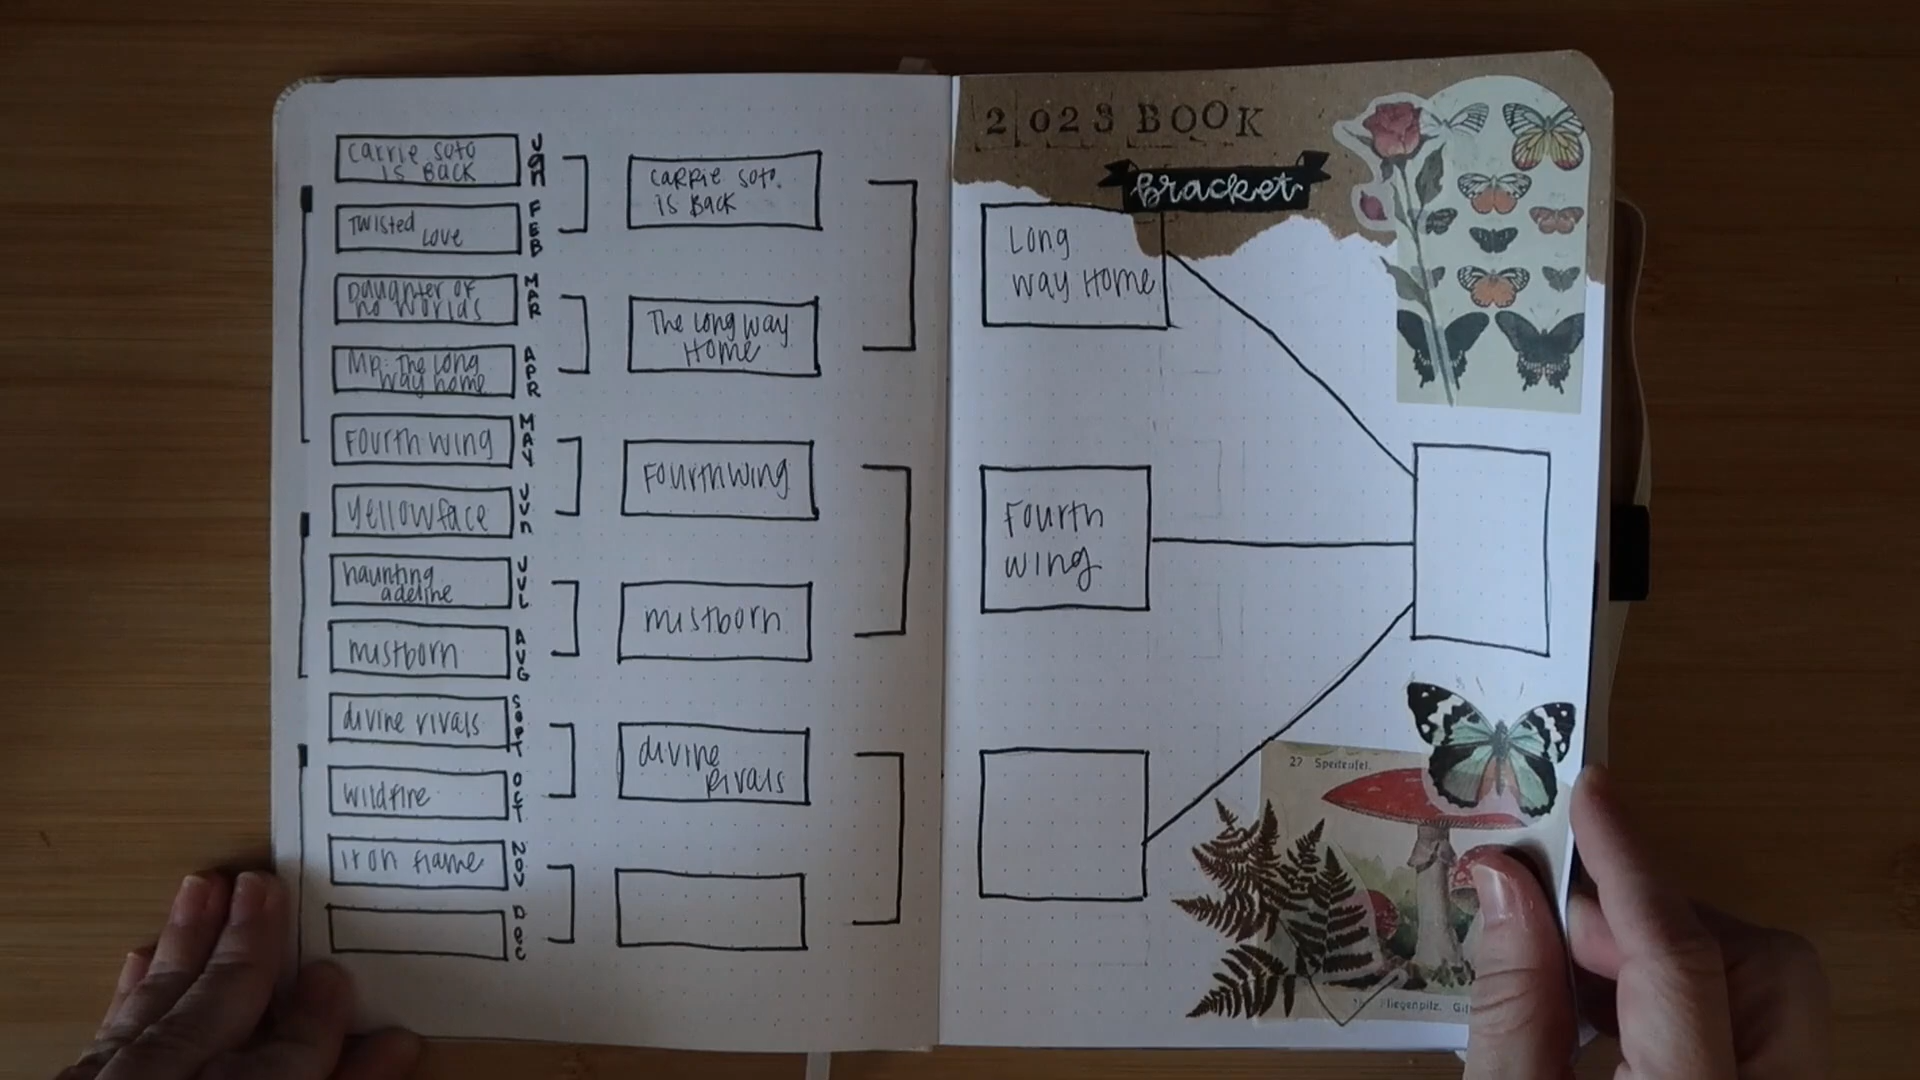 Carrie Soto
is Back
Jan
Twisted
Love
FEB
Daughter of
no worlds
MAR
MP: The Long
way home
APR
Fourth wing
MAY
Yellowface
Jun
haunting
adeline
JUL
mistborn
AUG
divine rivals
SEPT
wildfire
OCT
iron flame
NOV
Dec
Carrie Soto
is Back
The Long Way
Home
Fourth wing
mistborn
divine
Rivals
2023 BOOK
bracket
Long
way Home
Fourth
wing
27 Speiteufel.
Fliegenpilz.